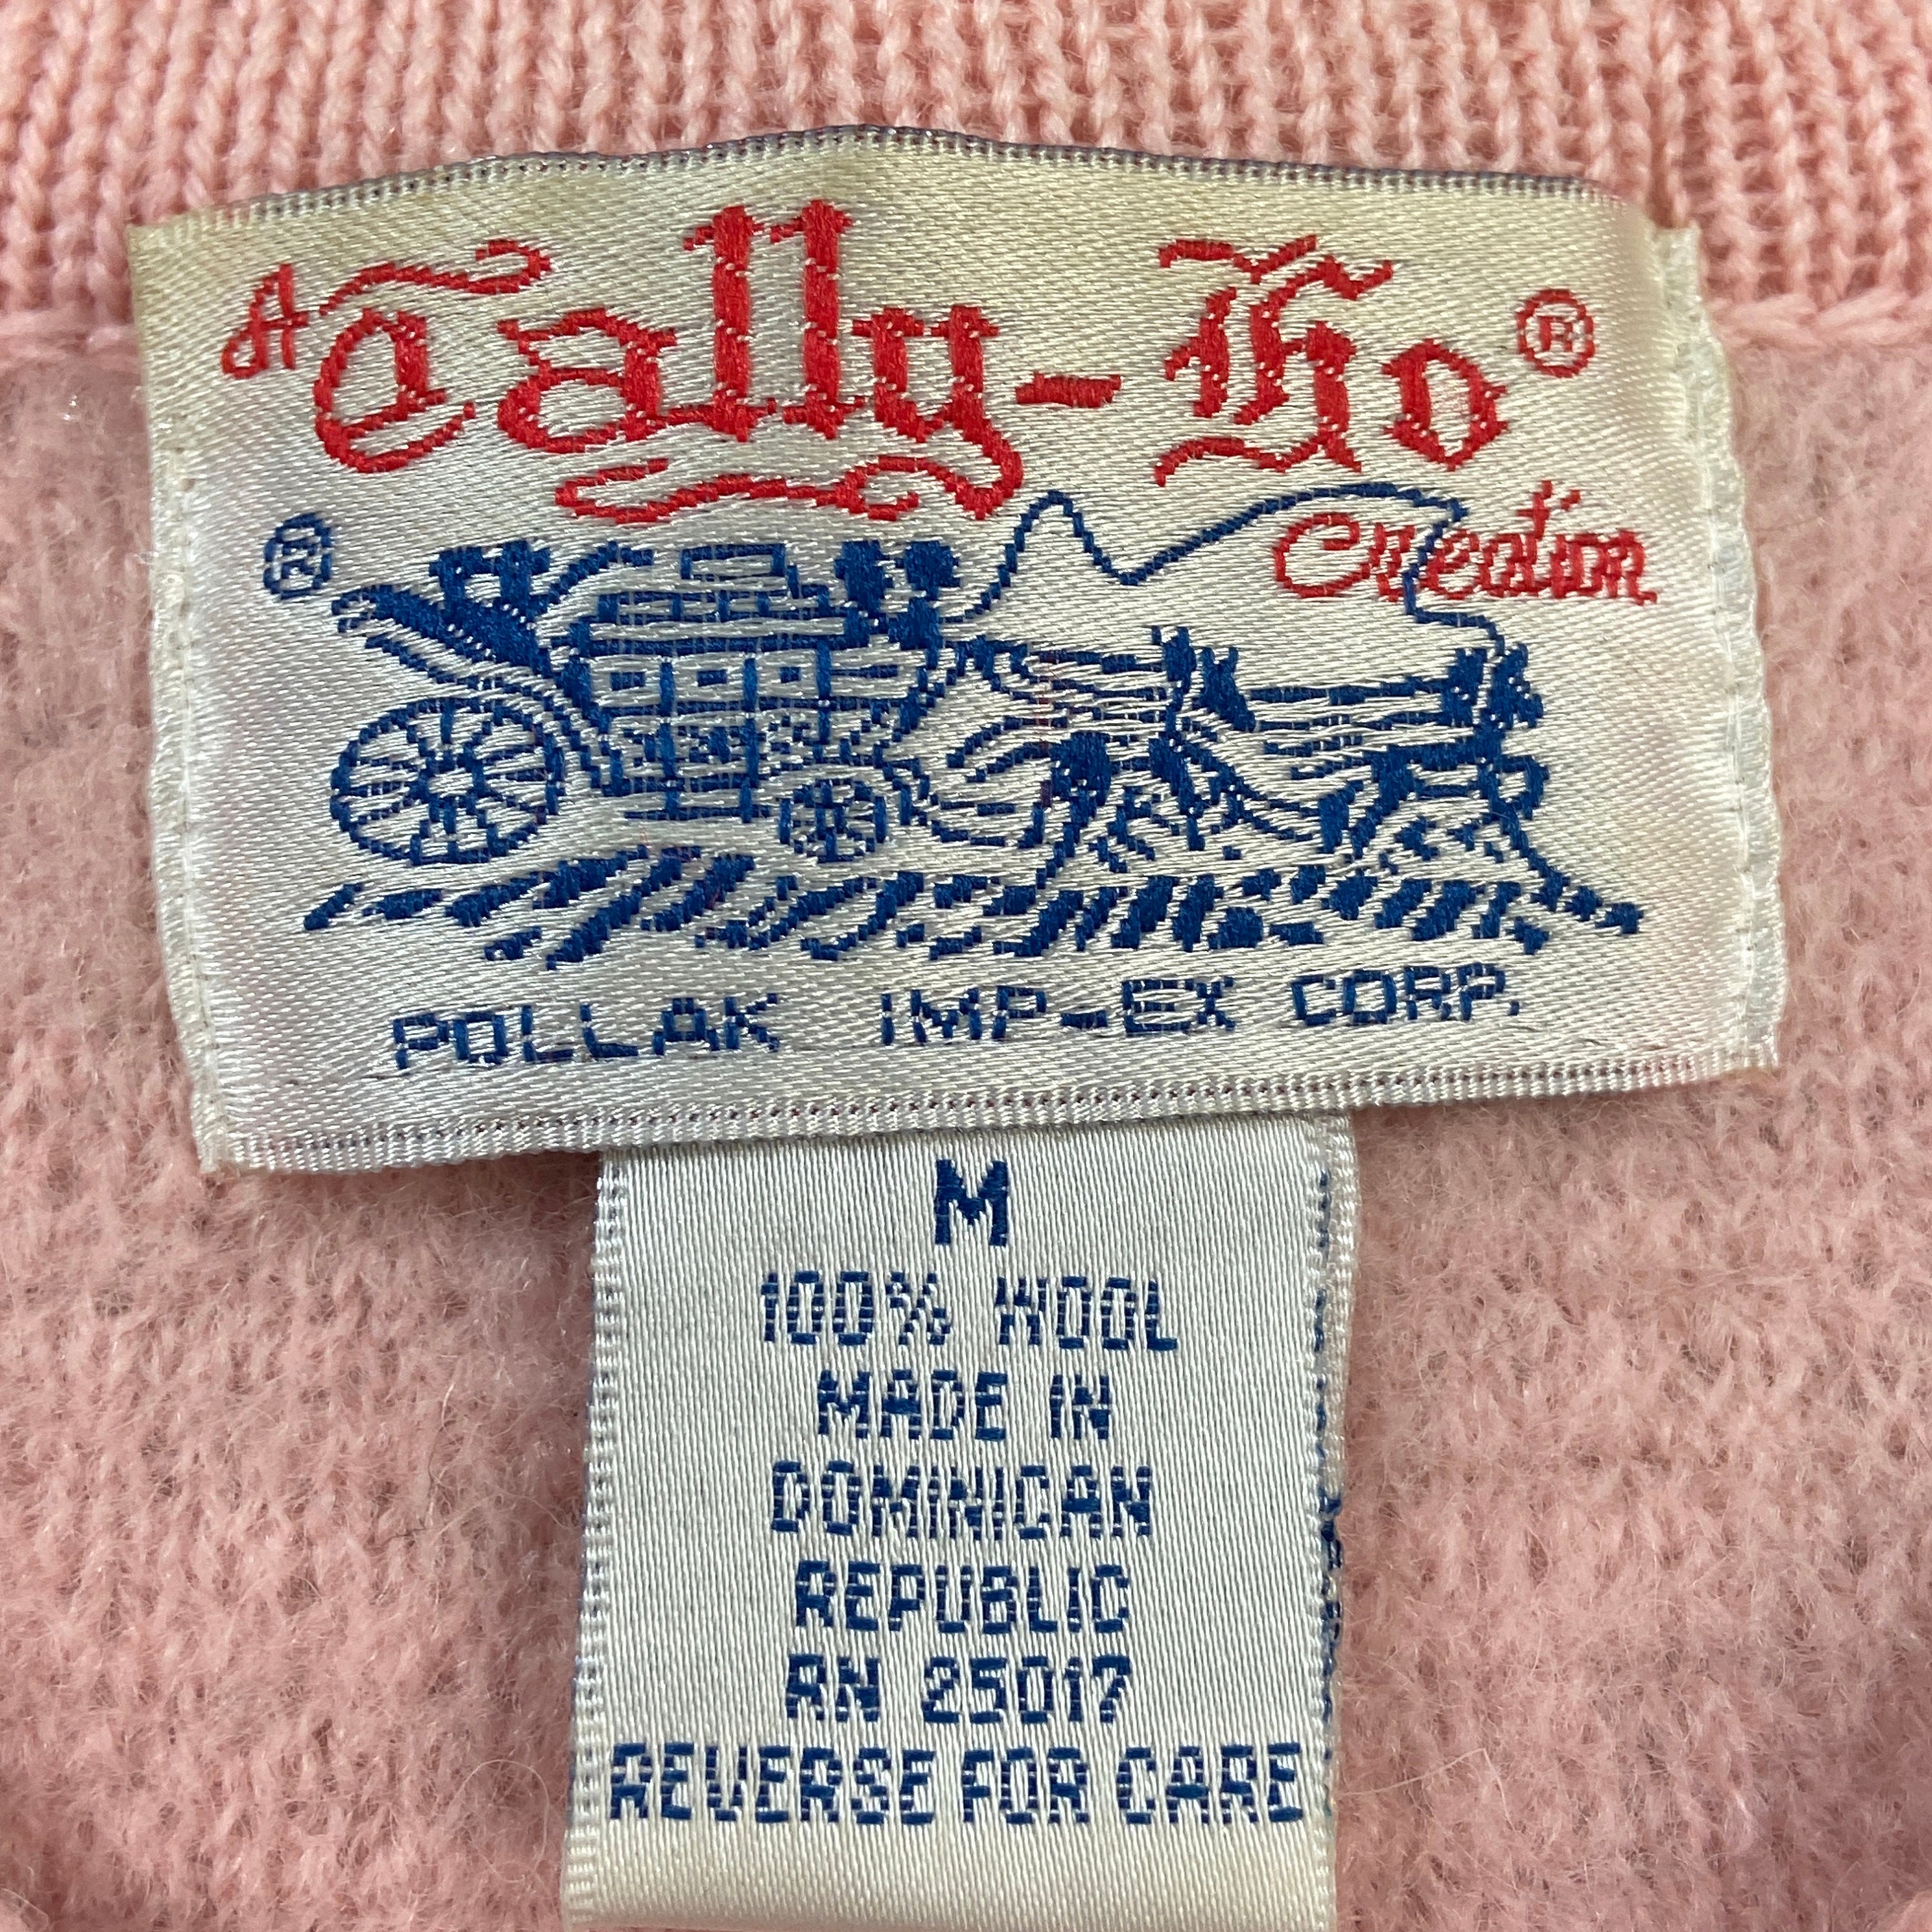 A Tally-Ho ®
Creation
®
POLLAK IMP-EX CORP.
M
100% WOOL
MADE IN
DOMINICAN
REPUBLIC
RN 25017
REVERSE FOR CARE